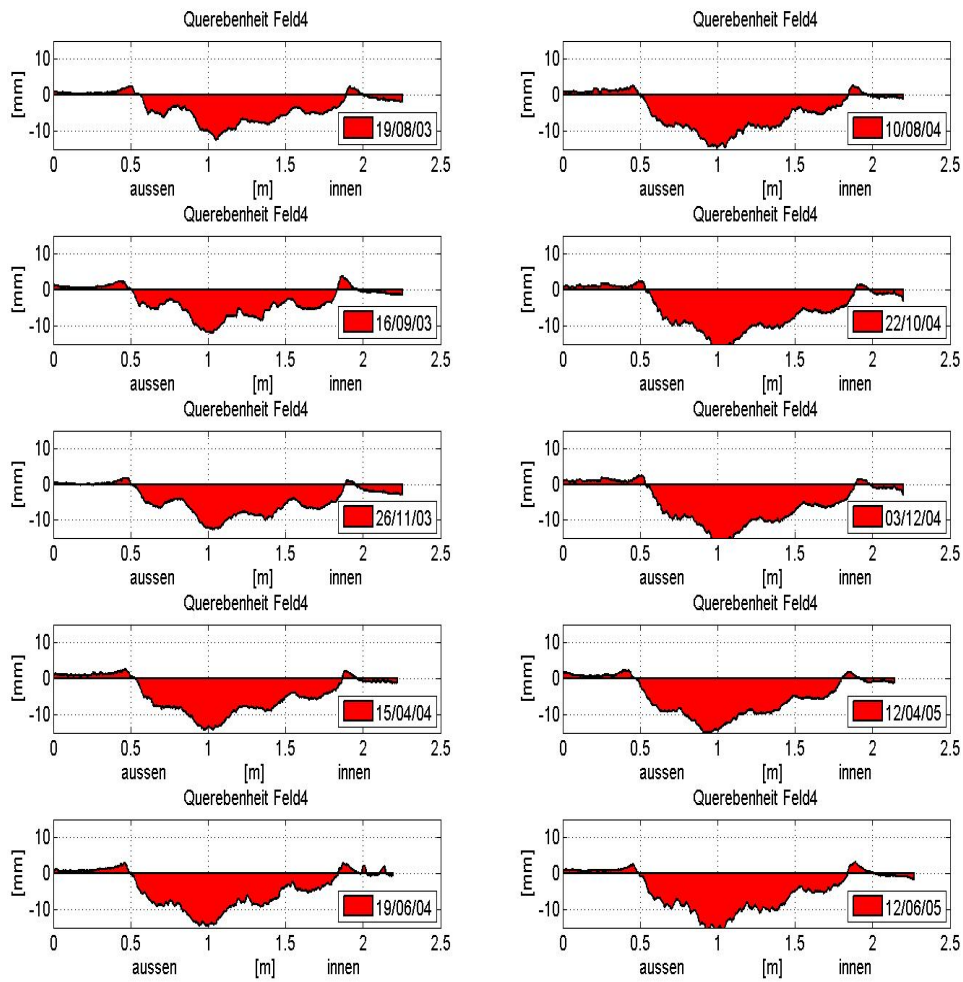 Querebenheit Feld4
10
0
-10
[mm]
19/08/03
0 0.5 1 1.5 2 2.5
aussen [m] innen
Querebenheit Feld4
10
0
-10
[mm]
16/09/03
0 0.5 1 1.5 2 2.5
aussen [m] innen
Querebenheit Feld4
10
0
-10
[mm]
26/11/03
0 0.5 1 1.5 2 2.5
aussen [m] innen
Querebenheit Feld4
10
0
-10
[mm]
15/04/04
0 0.5 1 1.5 2 2.5
aussen [m] innen
Querebenheit Feld4
10
0
-10
[mm]
19/06/04
0 0.5 1 1.5 2 2.5
aussen [m] innen
Querebenheit Feld4
10
0
-10
[mm]
10/08/04
0 0.5 1 1.5 2 2.5
aussen [m] innen
Querebenheit Feld4
10
0
-10
[mm]
22/10/04
0 0.5 1 1.5 2 2.5
aussen [m] innen
Querebenheit Feld4
10
0
-10
[mm]
03/12/04
0 0.5 1 1.5 2 2.5
aussen [m] innen
Querebenheit Feld4
10
0
-10
[mm]
12/04/05
0 0.5 1 1.5 2 2.5
aussen [m] innen
Querebenheit Feld4
10
0
-10
[mm]
12/06/05
0 0.5 1 1.5 2 2.5
aussen [m] innen